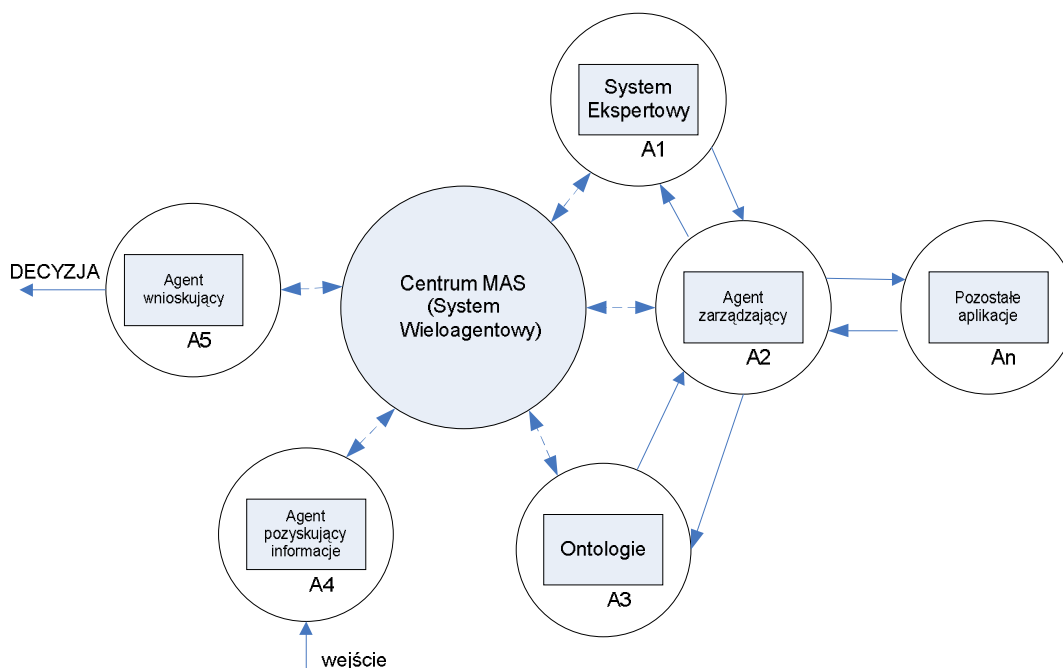 System
Ekspertowy
A1
DECYZJA
Agent
wnioskujący
A5
Centrum MAS
(System
Wieloagentowy)
Agent
zarządzający
A2
Pozostałe
aplikacje
An
Agent
pozyskujący
informacje
A4
Ontologie
A3
wejście